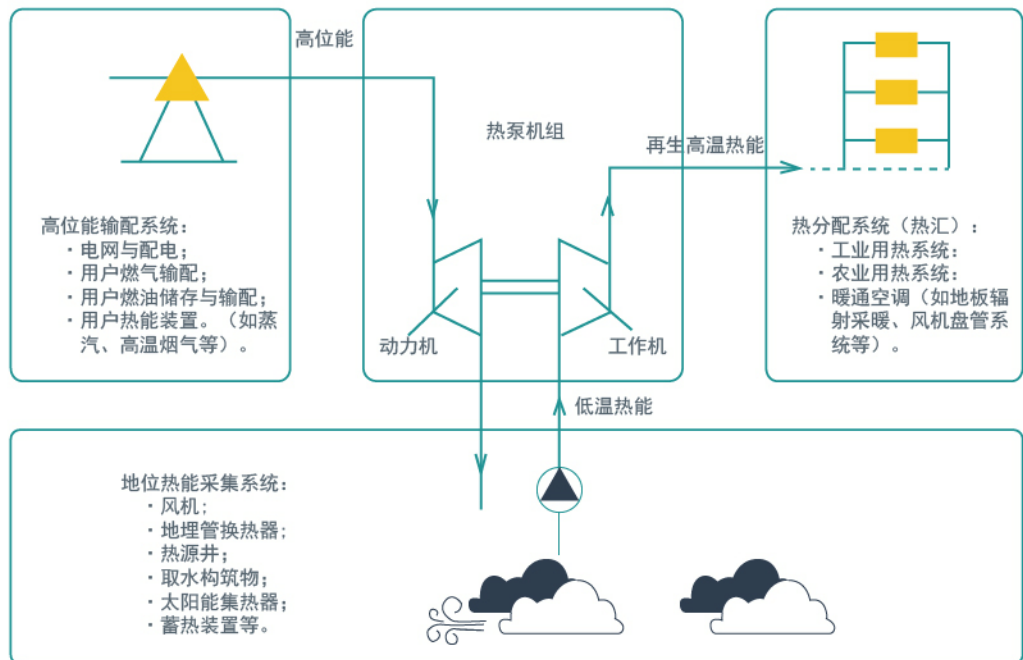 高位能
热泵机组
再生高温热能
高位能输配系统：
·电网与配电；
·用户燃气输配；
·用户燃油储存与输配；
·用户热能装置。（如蒸
汽、高温烟气等）。
动力机
工作机
热分配系统（热汇）：
·工业用热系统：
·农业用热系统：
·暖通空调（如地板辐
射采暖、风机盘管系
统等）。
低温热能
地位热能采集系统：
·风机;
·地埋管换热器;
·热源井；
·取水构筑物；
·太阳能集热器；
·蓄热装置等。